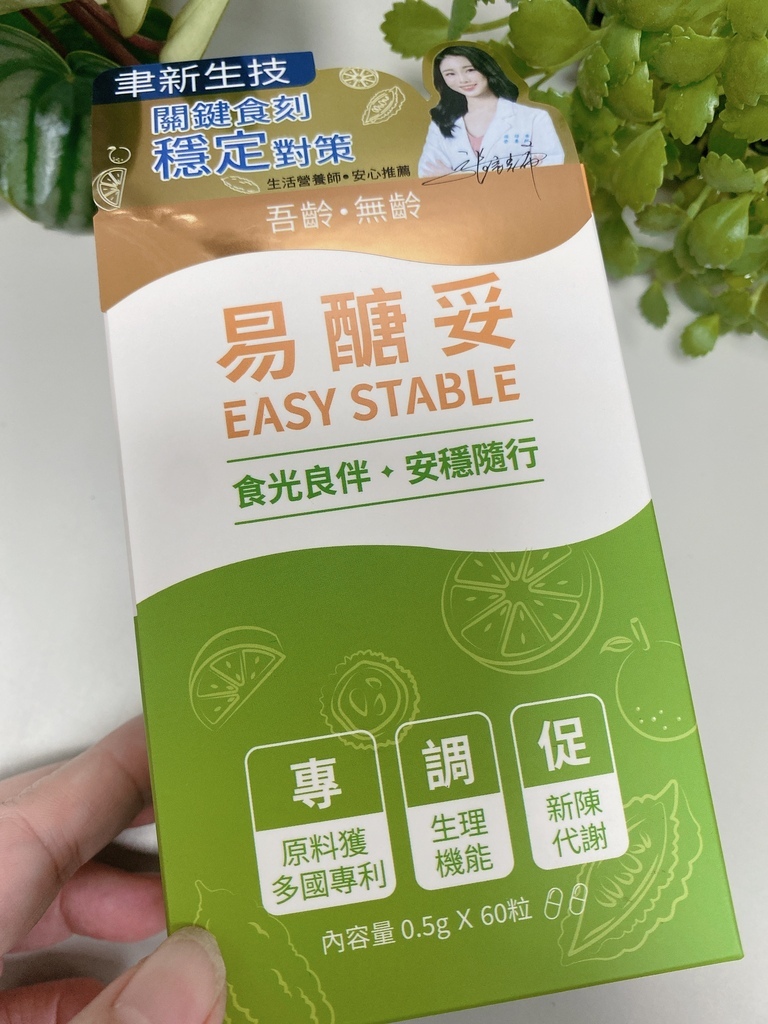 聿新生技
關鍵食刻
穩定對策
生活營養師•安心推薦
吾齡•無齡
易醣妥
EASY STABLE
食光良伴✦安穩隨行
專
原料獲
多國專利
調
生理
機能
促
新陳
代謝
內容量 0.5g X 60粒